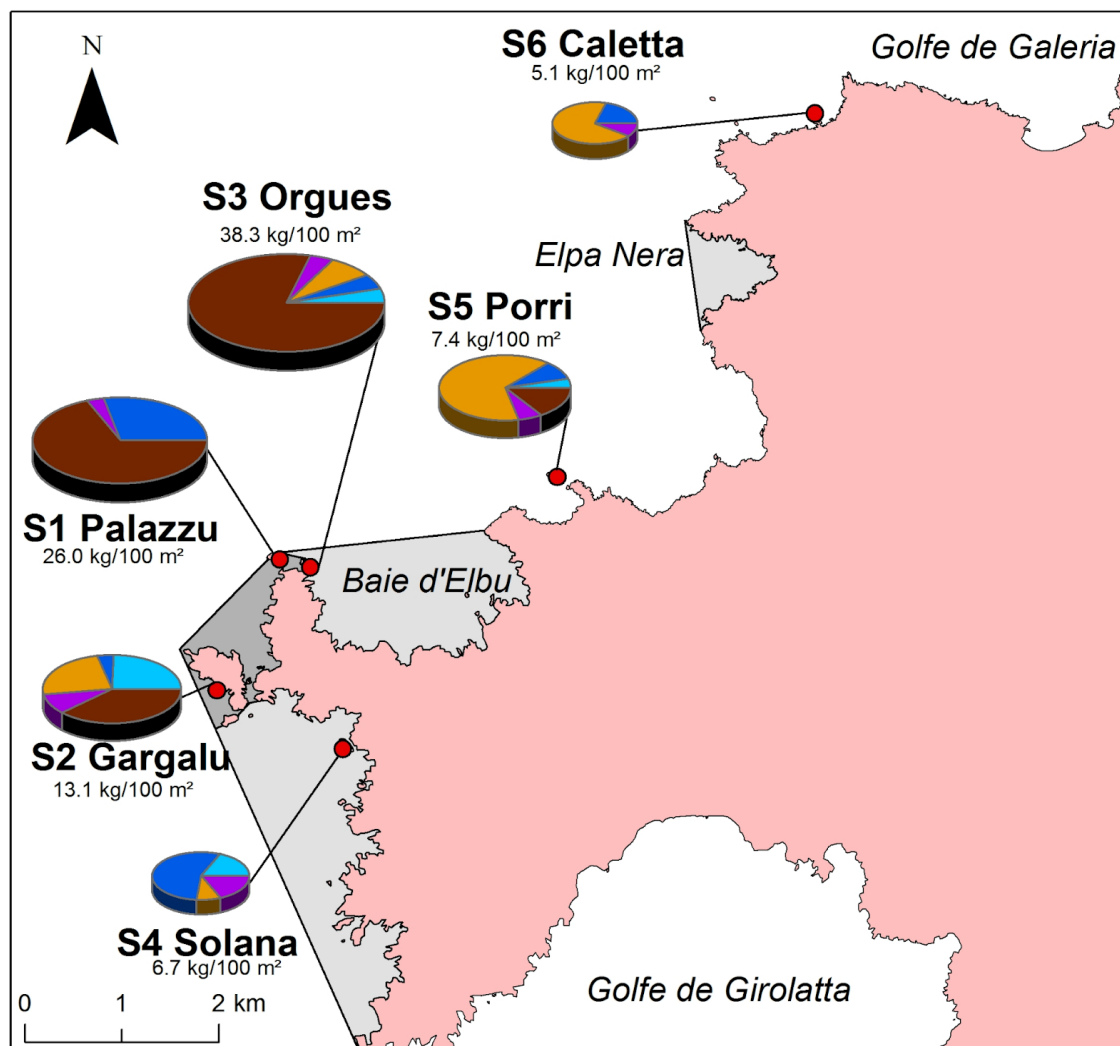 N
S6 Caletta
5.1 kg/100 m²
Golfe de Galeria
S3 Orgues
38.3 kg/100 m²
Elpa Nera
S5 Porri
7.4 kg/100 m²
S1 Palazzu
26.0 kg/100 m²
Baie d'Elbu
S2 Gargalu
13.1 kg/100 m²
S4 Solana
6.7 kg/100 m²
Golfe de Girolatta
0 1 2 km